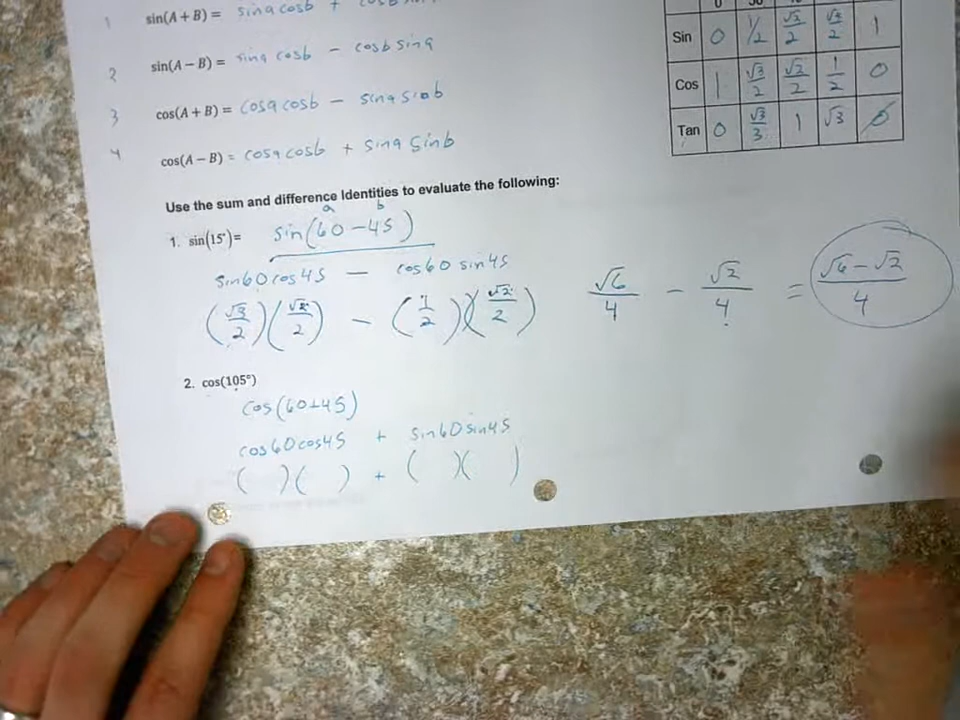 1 sin(A + B) = sina cosb +
2 sin(A − B) = sina cosb − cosb sina
3 cos(A + B) = cosa cosb − sina sinb
4 cos(A − B) = cosa cosb + sina sinb
Sin 0 1/2 √2/2 1
Cos 1 √3/2 √2/2 1/2 0
Tan 0 √3/3 1 √3 ø
Use the sum and difference Identities to evaluate the following:
a b
1. sin(15°)= sin(60 − 45)
sin60 cos45 − cos60 sin45
(√3/2)(√2/2) − (1/2)(√2/2) √6/4 − √2/4 = √6 − √2/4
2. cos(105°)
cos(60+45)
cos60cos45 + sin60sin45
( )( ) + ( )( )